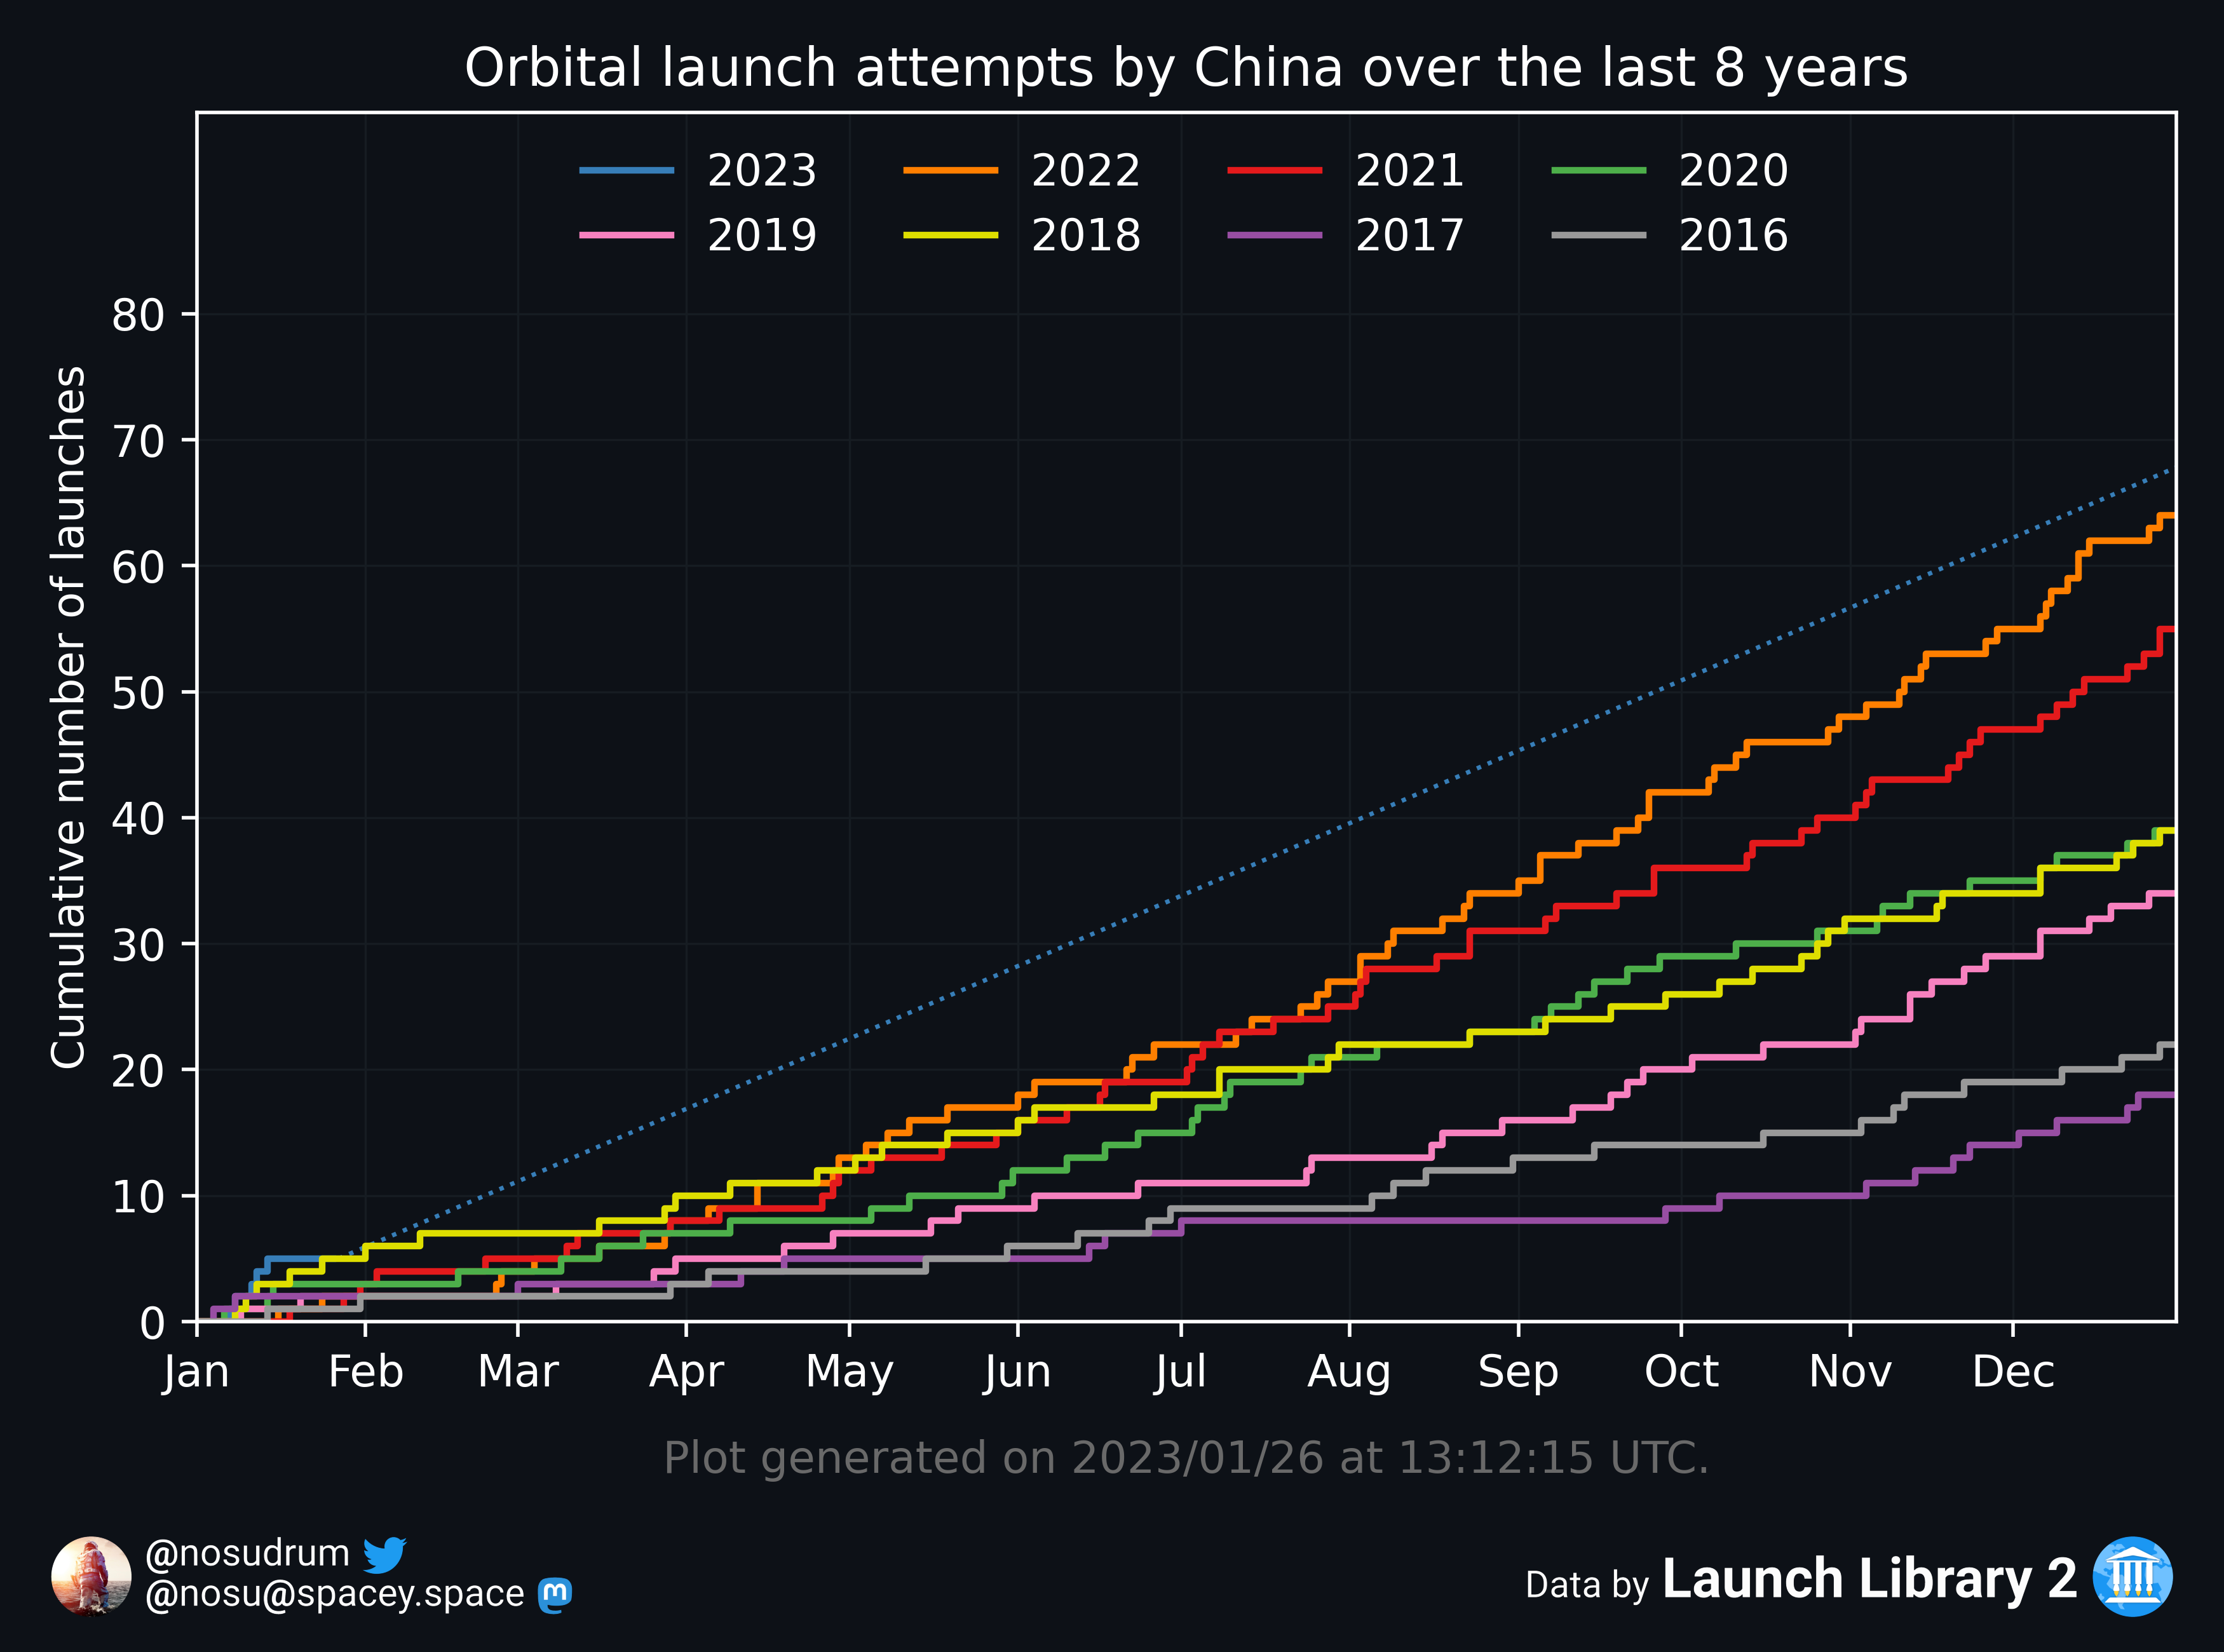 Orbital launch attempts by China over the last 8 years
2023 2022 2021 2020
2019 2018 2017 2016
Cumulative number of launches
80
70
60
50
40
30
20
10
0
Jan Feb Mar Apr May Jun Jul Aug Sep Oct Nov Dec
Plot generated on 2023/01/26 at 13:12:15 UTC.
@nosudrum
@nosu@spacey.space
Data by Launch Library 2